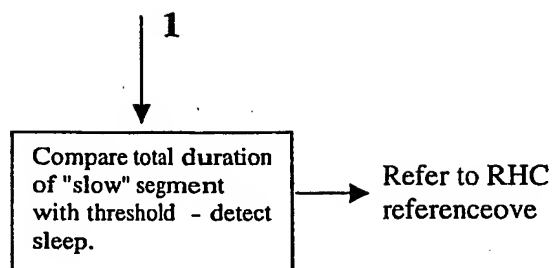 1
Compare total duration
of "slow" segment
with threshold - detect
sleep.
Refer to RHC
referenceove